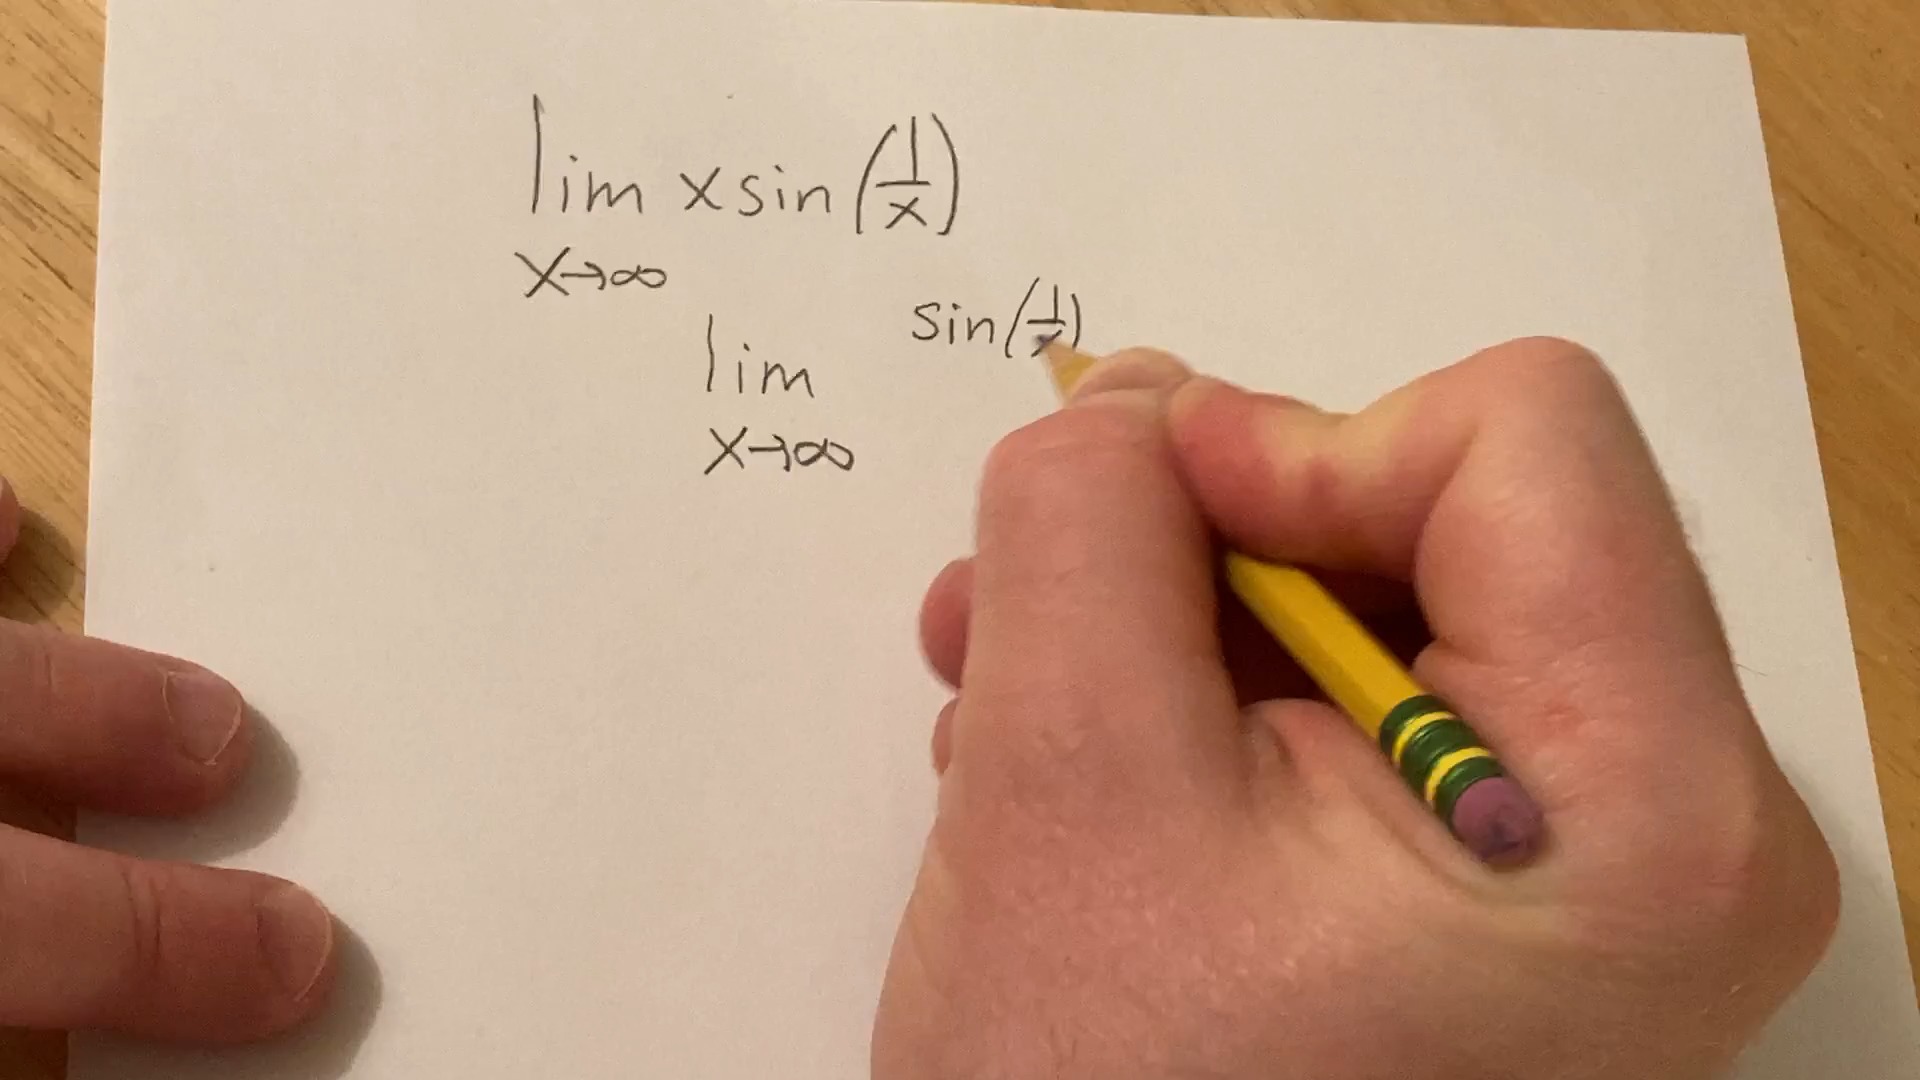 lim x sin (1/x)
x→∞
sin(1/x)
lim
x→∞